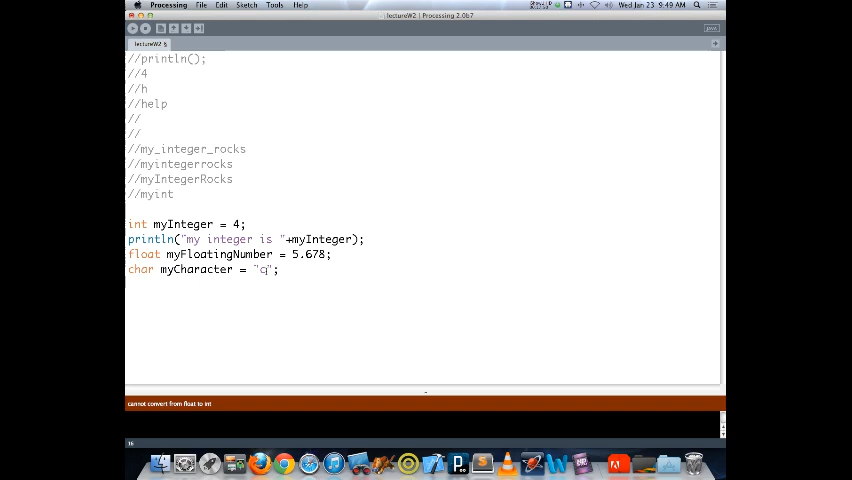 Processing File Edit Sketch Tools Help
Wed Jan 23 9:49 AM
lectureW2 | Processing 2.0b7
JAVA
lectureW2 §
//println();
//4
//h
//help
//
//
//my_integer_rocks
//myintegerrocks
//myIntegerRocks
//myint
int myInteger = 4;
println("my integer is "+myInteger);
float myFloatingNumber = 5.678;
char myCharacter = "q";
cannot convert from float to int
16